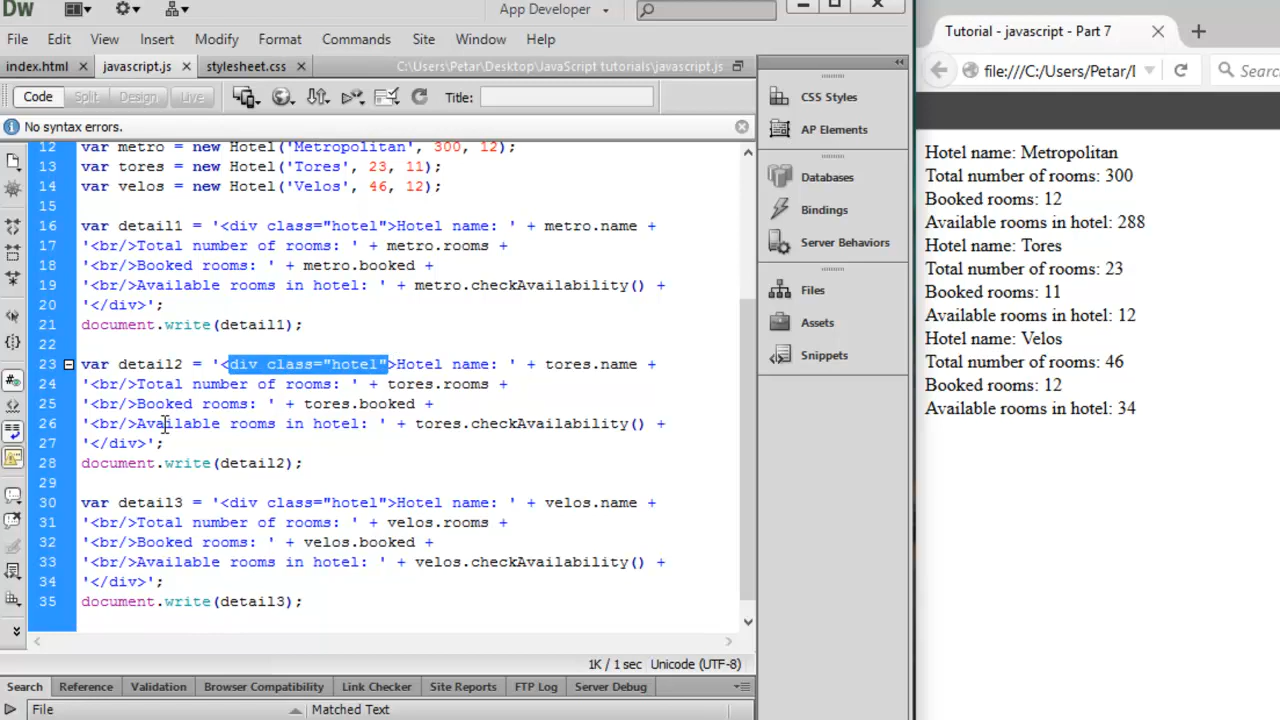 Dw
App Developer
File Edit View Insert Modify Format Commands Site Window Help
index.html javascript.js stylesheet.css C:\Users\Petar\Desktop\JavaScript tutorials\javascript.js
Code Split Design Live Title:
No syntax errors.
12 var metro = new Hotel('Metropolitan', 300, 12);
13 var tores = new Hotel('Tores', 23, 11);
14 var velos = new Hotel('Velos', 46, 12);
15
16 var detail1 = '<div class="hotel">Hotel name: ' + metro.name +
17 '<br/>Total number of rooms: ' + metro.rooms +
18 '<br/>Booked rooms: ' + metro.booked +
19 '<br/>Available rooms in hotel: ' + metro.checkAvailability() +
20 '</div>';
21 document.write(detail1);
22
23 var detail2 = '<div class="hotel">Hotel name: ' + tores.name +
24 '<br/>Total number of rooms: ' + tores.rooms +
25 '<br/>Booked rooms: ' + tores.booked +
26 '<br/>Available rooms in hotel: ' + tores.checkAvailability() +
27 '</div>';
28 document.write(detail2);
29
30 var detail3 = '<div class="hotel">Hotel name: ' + velos.name +
31 '<br/>Total number of rooms: ' + velos.rooms +
32 '<br/>Booked rooms: ' + velos.booked +
33 '<br/>Available rooms in hotel: ' + velos.checkAvailability() +
34 '</div>';
35 document.write(detail3);
1K / 1 sec Unicode (UTF-8)
Search Reference Validation Browser Compatibility Link Checker Site Reports FTP Log Server Debug
File Matched Text
CSS Styles
AP Elements
Databases
Bindings
Server Behaviors
Files
Assets
Snippets
Tutorial - javascript - Part 7
file:///C:/Users/Petar/ Searc
Hotel name: Metropolitan
Total number of rooms: 300
Booked rooms: 12
Available rooms in hotel: 288
Hotel name: Tores
Total number of rooms: 23
Booked rooms: 11
Available rooms in hotel: 12
Hotel name: Velos
Total number of rooms: 46
Booked rooms: 12
Available rooms in hotel: 34